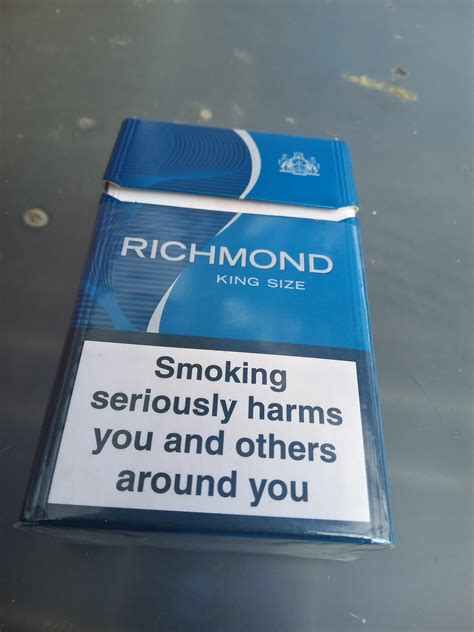 RICHMOND
KING SIZE
Smoking
seriously harms
you and others
around you